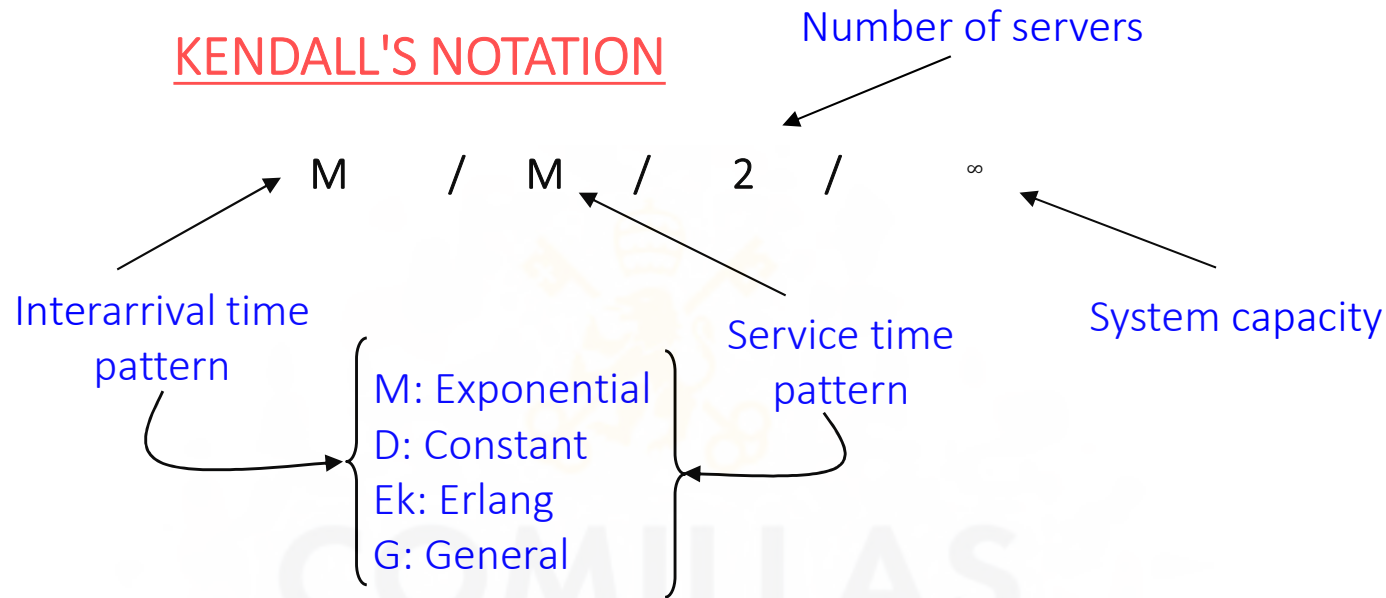 Number of servers
KENDALL'S NOTATION
M / M / 2 / ∞
Interarrival time
pattern
Service time
pattern
System capacity
M: Exponential
D: Constant
Ek: Erlang
G: General
COMILLAS